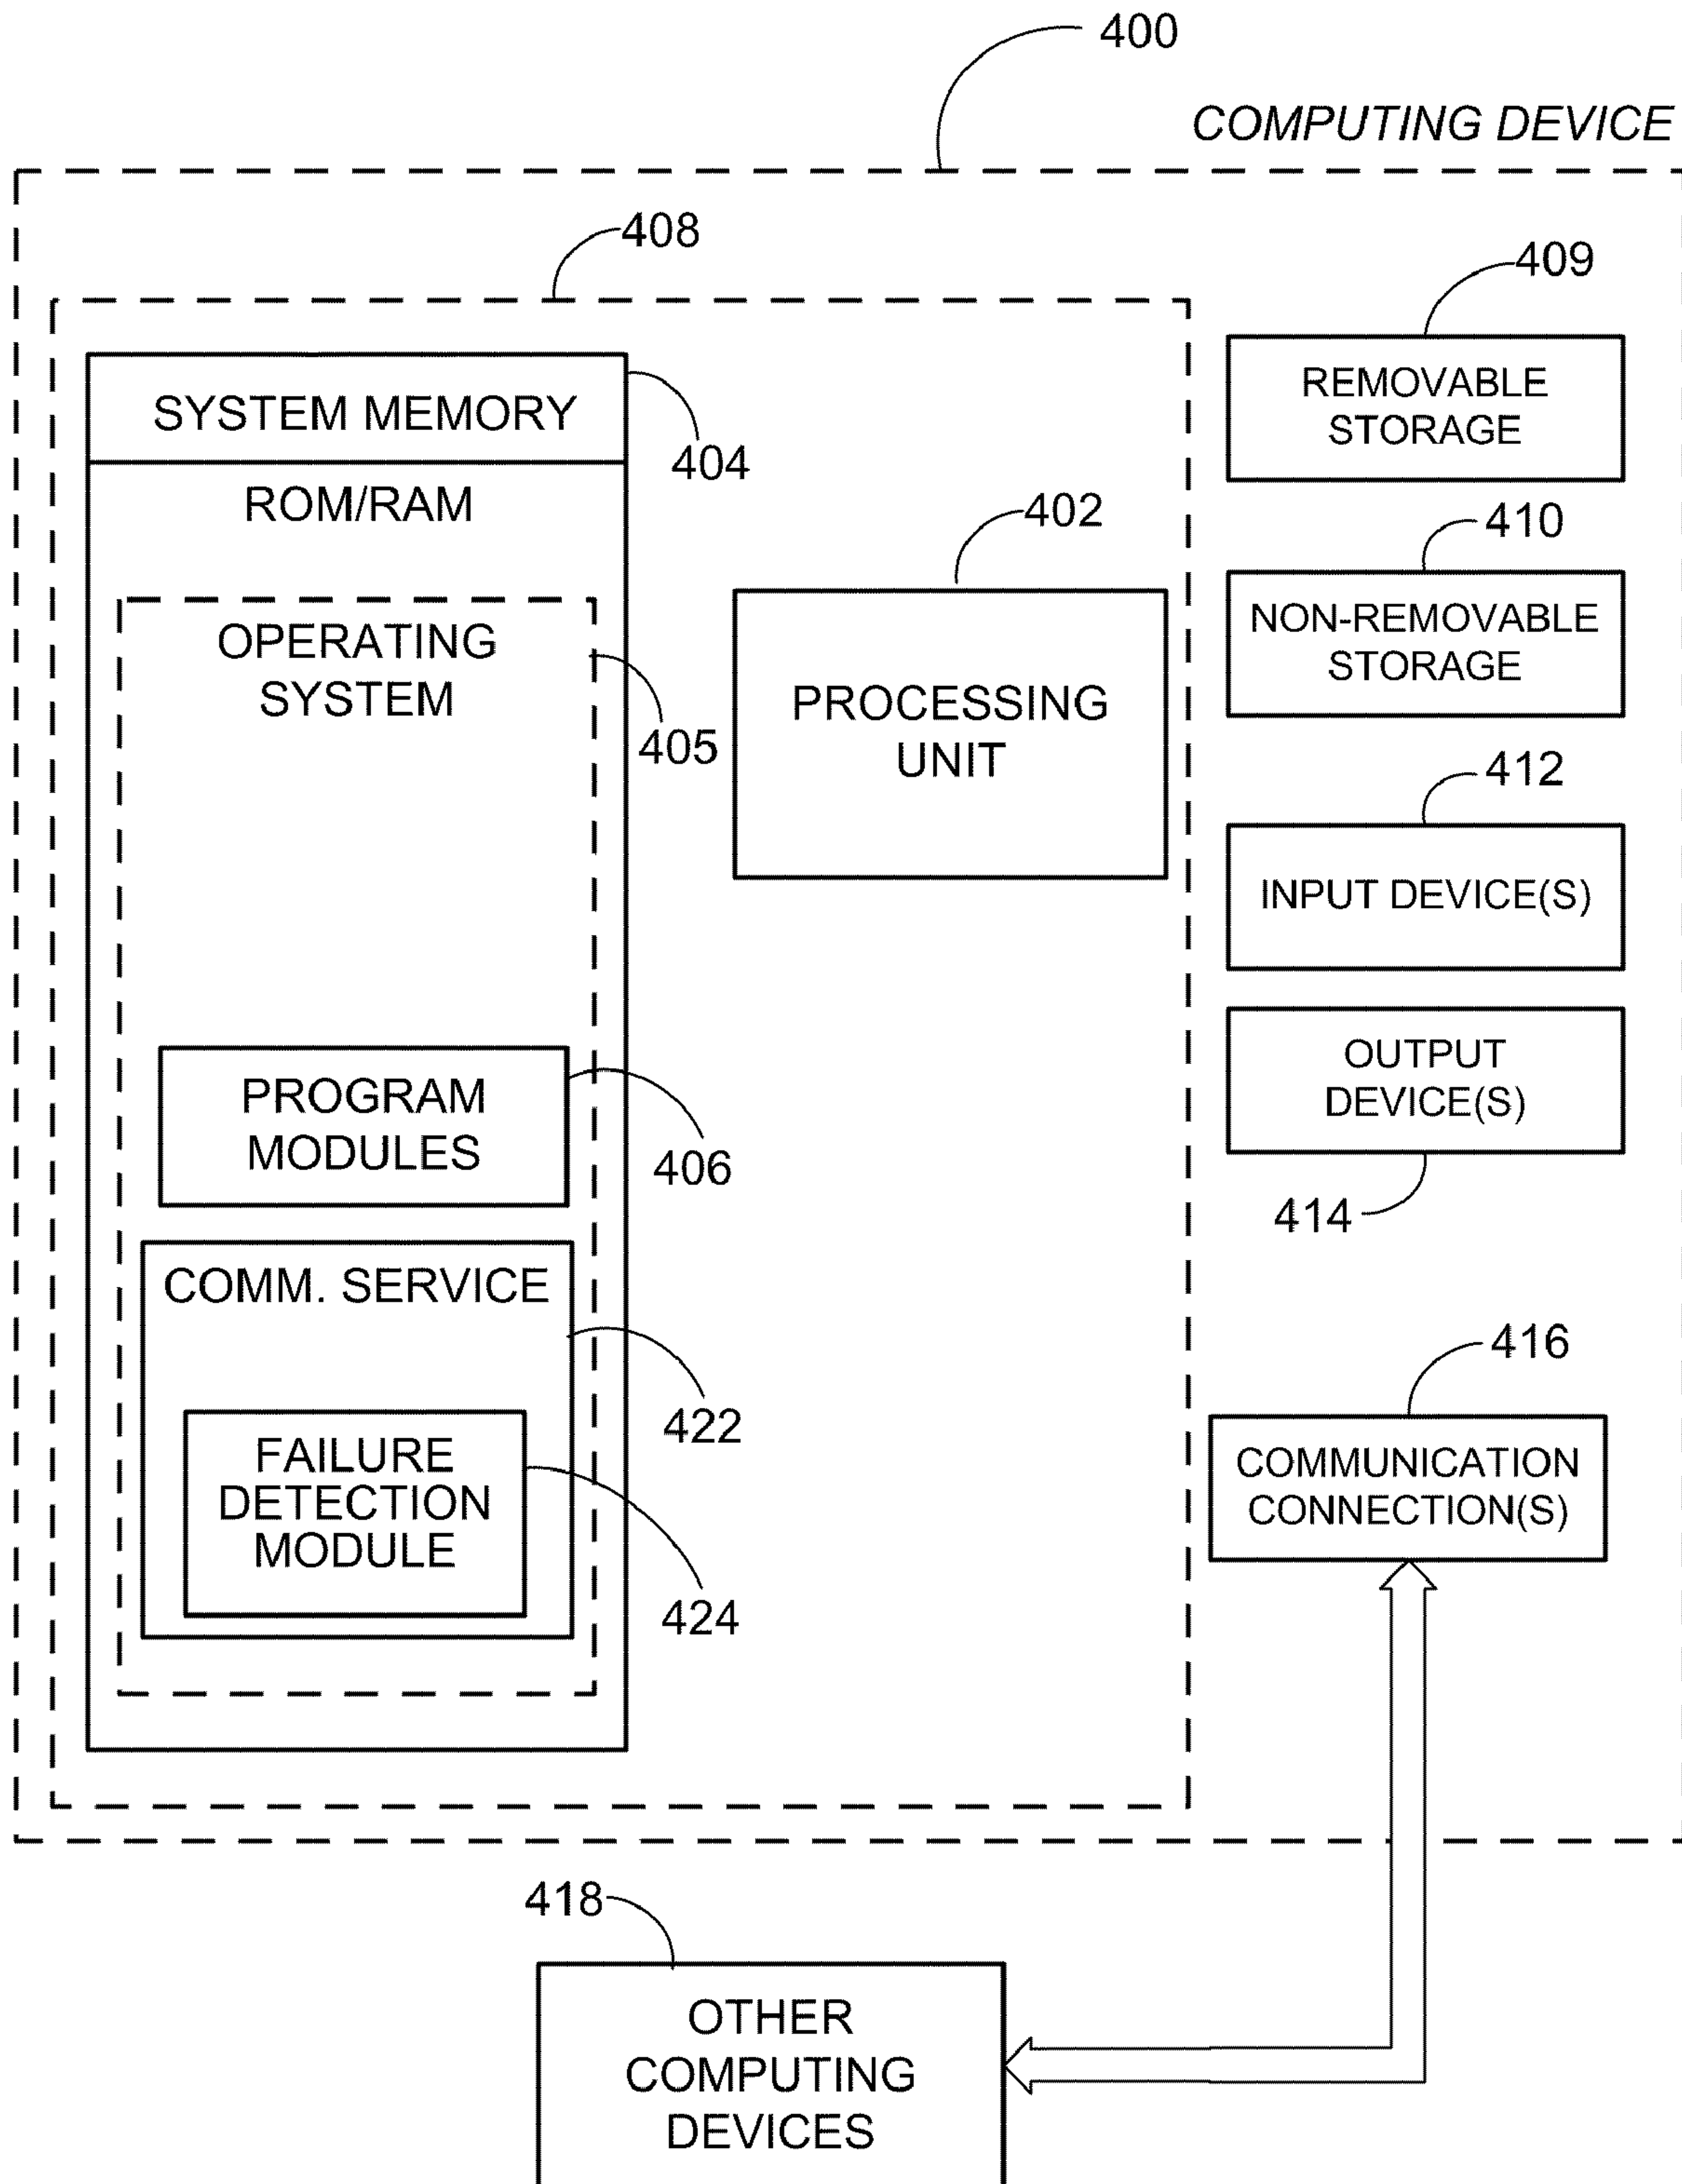 400
COMPUTING DEVICE
408
409
SYSTEM MEMORY
404
REMOVABLE
STORAGE
ROM/RAM
402
410
OPERATING
SYSTEM
405
PROCESSING
UNIT
NON-REMOVABLE
STORAGE
412
INPUT DEVICE(S)
PROGRAM
MODULES
406
OUTPUT
DEVICE(S)
414
COMM. SERVICE
422
416
FAILURE
DETECTION
MODULE
424
COMMUNICATION
CONNECTION(S)
418
OTHER
COMPUTING
DEVICES